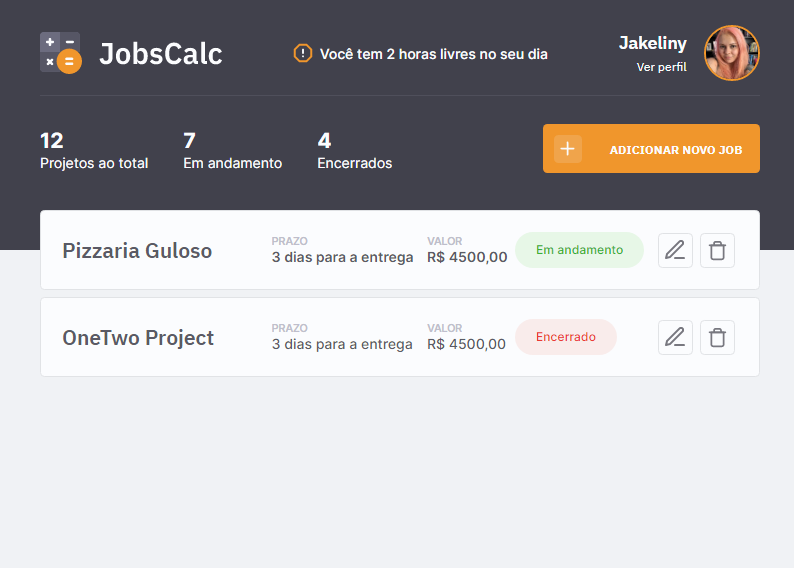 JobsCalc
Você tem 2 horas livres no seu dia
Jakeliny
Ver perfil
12
Projetos ao total
7
Em andamento
4
Encerrados
ADICIONAR NOVO JOB
Pizzaria Guloso
PRAZO
3 dias para a entrega
VALOR
R$ 4500,00
Em andamento
OneTwo Project
PRAZO
3 dias para a entrega
VALOR
R$ 4500,00
Encerrado